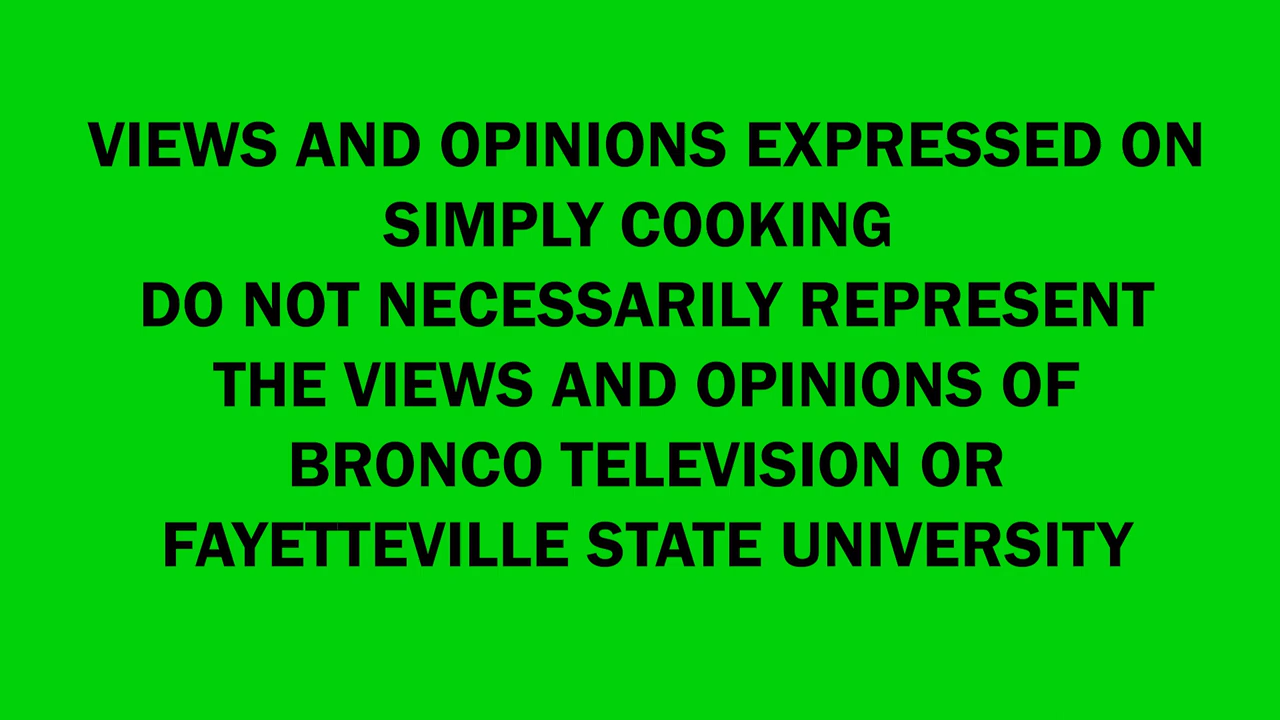 VIEWS AND OPINIONS EXPRESSED ON
SIMPLY COOKING
DO NOT NECESSARILY REPRESENT
THE VIEWS AND OPINIONS OF
BRONCO TELEVISION OR
FAYETTEVILLE STATE UNIVERSITY